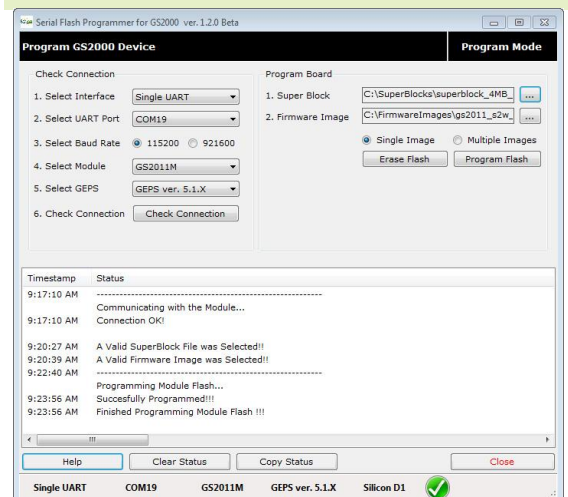 Serial Flash Programmer for GS2000 ver. 1.2.0 Beta
Program GS2000 Device
Program Mode
Check Connection
1. Select Interface
Single UART
2. Select UART Port
COM19
3. Select Baud Rate
115200
921600
4. Select Module
GS2011M
5. Select GEPS
GEPS ver. 5.1.X
6. Check Connection
Check Connection
Program Board
1. Super Block
C:\SuperBlocks\superblock_4MB_
...
2. Firmware Image
C:\FirmwareImages\gs2011_s2w_
...
Single Image
Multiple Images
Erase Flash
Program Flash
Timestamp Status
9:17:10 AM ----------------------------------------------------------
Communicating with the Module...
9:17:10 AM Connection OK!
9:20:27 AM A Valid SuperBlock File was Selected!!
9:20:39 AM A Valid Firmware Image was Selected!!
9:22:40 AM ----------------------------------------------------------
Programming Module Flash...
9:23:56 AM Succesfully Programmed!!!
9:23:56 AM Finished Programming Module Flash !!!
Help
Clear Status
Copy Status
Close
Single UART COM19 GS2011M GEPS ver. 5.1.X Silicon D1